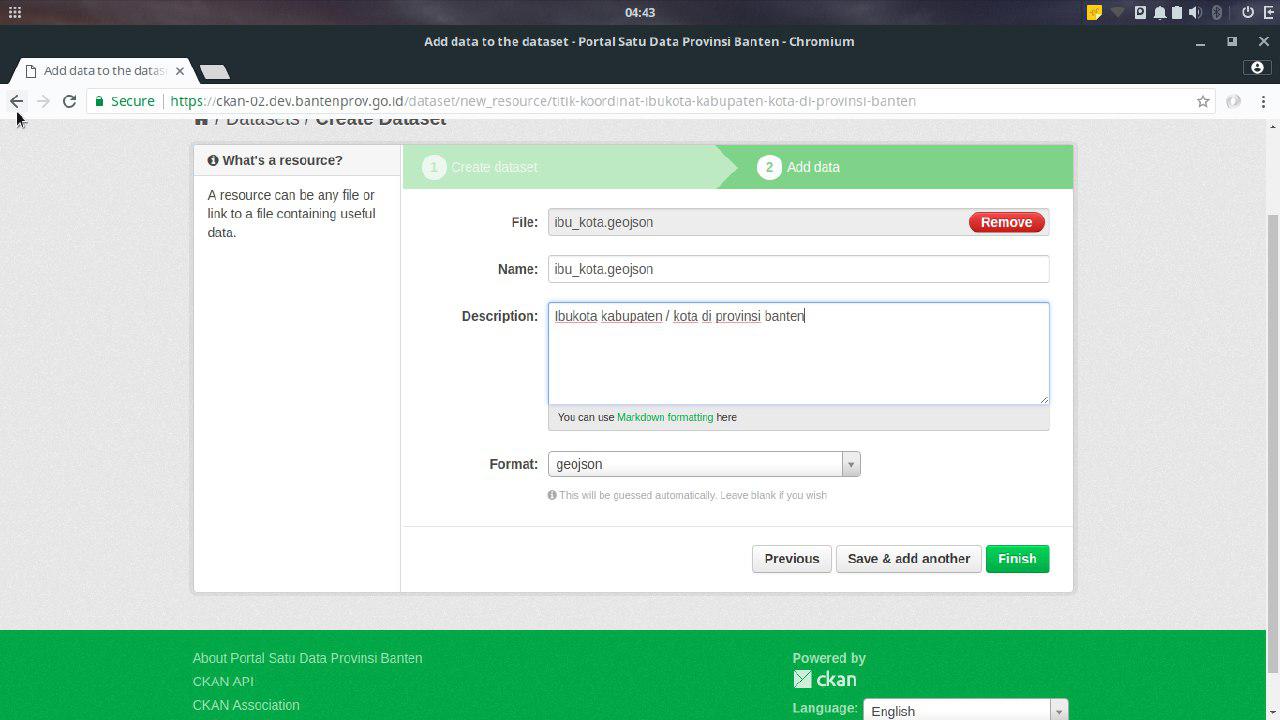 04:43
Add data to the dataset - Portal Satu Data Provinsi Banten - Chromium
Add data to the datas
Secure
https://ckan-02.dev.bantenprov.go.id/dataset/new_resource/titik-koordinat-ibukota-kabupaten-kota-di-provinsi-banten
/ Datasets / Create Dataset
What's a resource?
A resource can be any file or
link to a file containing useful
data.
1 Create dataset
2 Add data
File:
ibu_kota.geojson
Remove
Name:
ibu_kota.geojson
Description:
Ibukota kabupaten / kota di provinsi banten
You can use Markdown formatting here
Format:
geojson
This will be guessed automatically. Leave blank if you wish
Previous
Save & add another
Finish
About Portal Satu Data Provinsi Banten
CKAN API
CKAN Association
Powered by
ckan
Language:
English